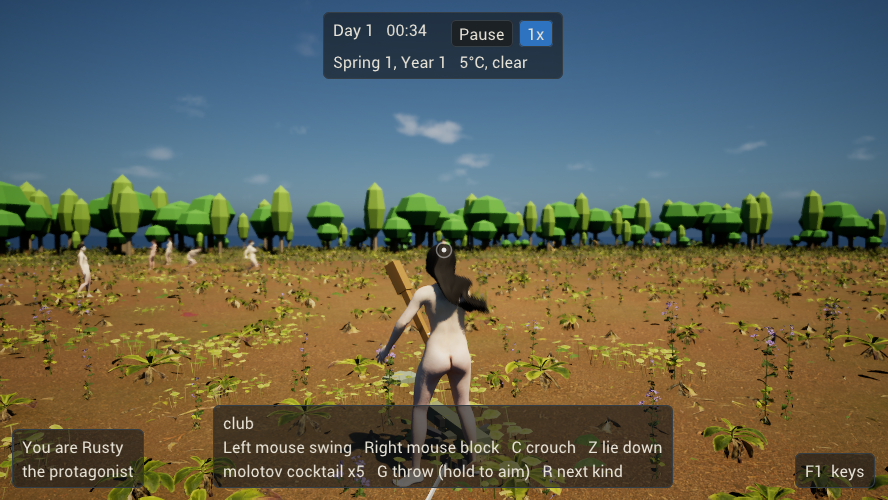 Day 1 00:34 Pause 1x
Spring 1, Year 1 5°C, clear
club
Left mouse swing Right mouse block C crouch Z lie down
molotov cocktail x5 G throw (hold to aim) R next kind
You are Rusty
the protagonist
F1 keys